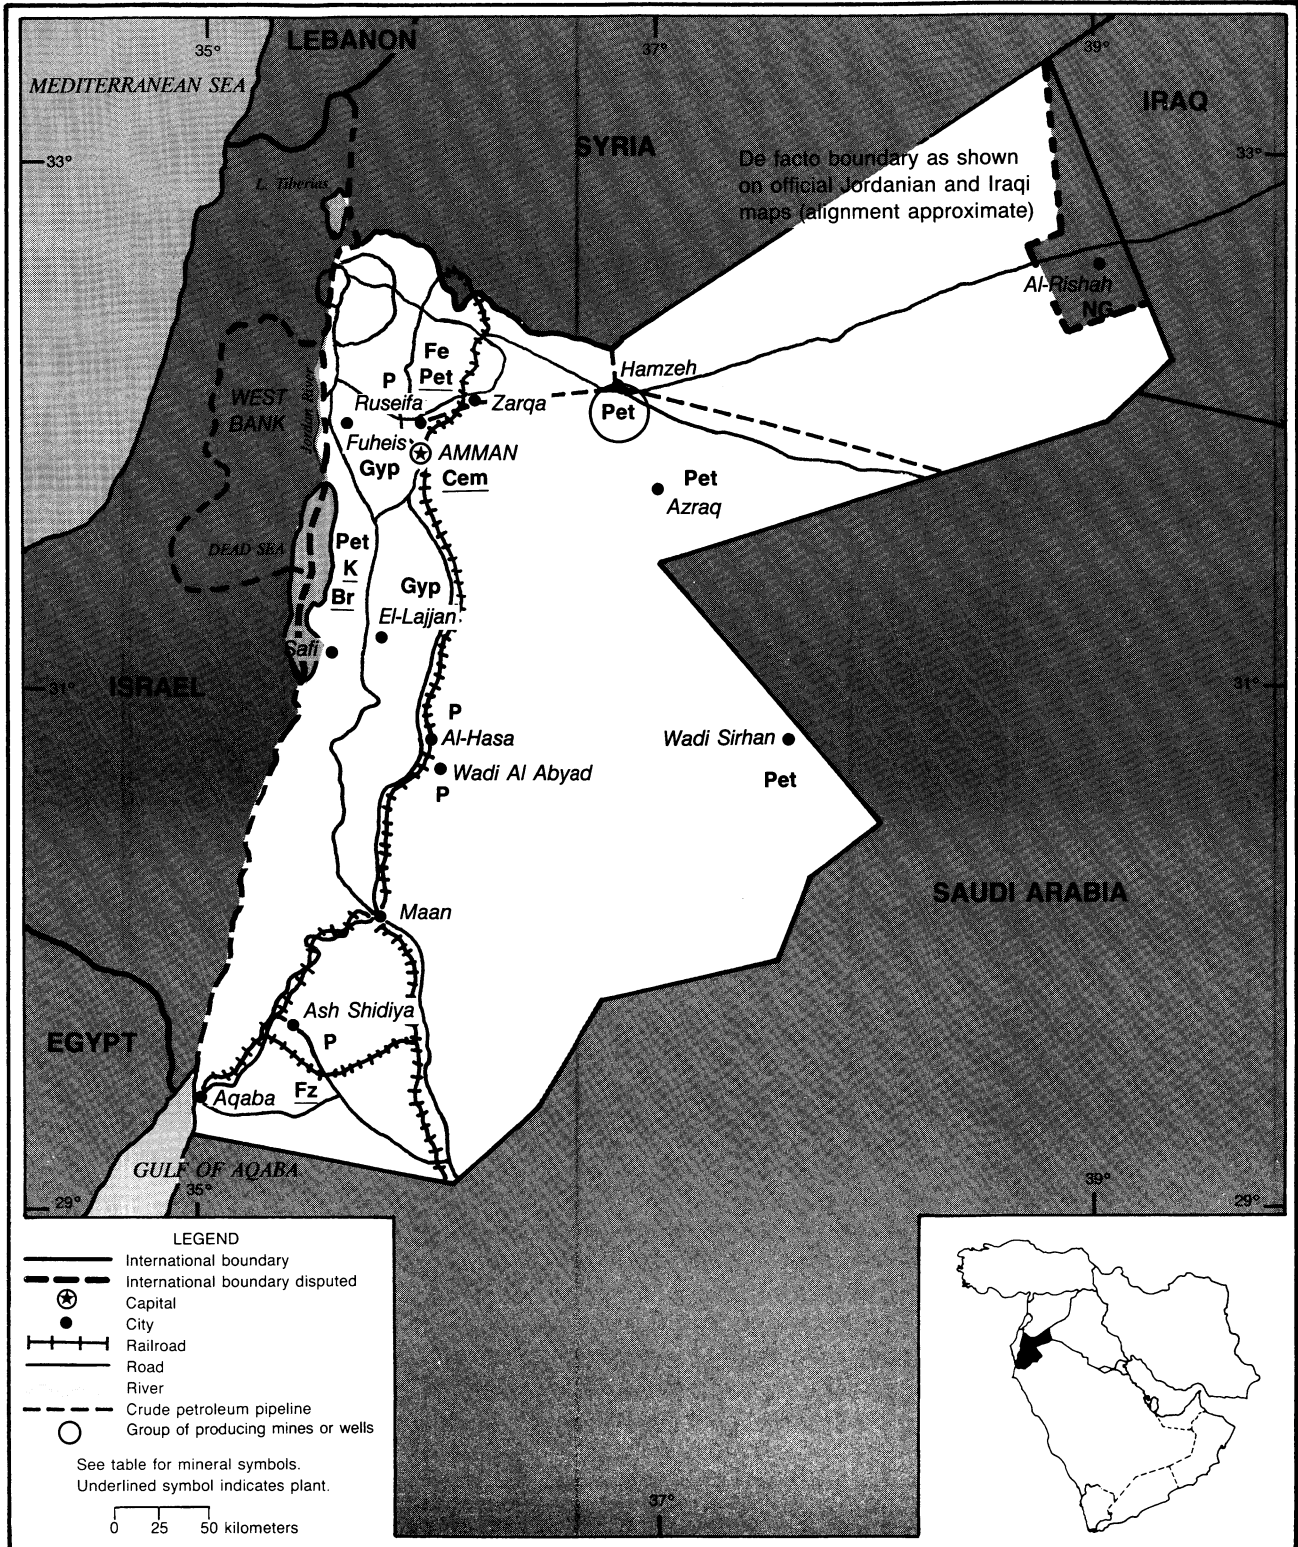 35°
LEBANON
37°
39°
MEDITERRANEAN SEA
IRAQ
SYRIA
33°
De facto boundary as shown
on official Jordanian and Iraqi
maps (alignment approximate)
33°
L. Tiberias
Al-Rishah
NG
Fe
P
Pet
Hamzeh
WEST
BANK
Jordan River
Ruseifa
Zarqa
Pet
Fuheis
AMMAN
Gyp
Cem
Pet
Azraq
DEAD SEA
Pet
K
Br
Gyp
El-Lajjan
Safi
31°
ISRAEL
31°
P
Al-Hasa
Wadi Sirhan
Wadi Al Abyad
P
Pet
SAUDI ARABIA
Maan
Ash Shidiya
EGYPT
P
Aqaba
Fz
GULF OF AQABA
29°
35°
39°
29°
LEGEND
International boundary
International boundary disputed
Capital
City
Railroad
Road
River
Crude petroleum pipeline
Group of producing mines or wells
See table for mineral symbols.
Underlined symbol indicates plant.
0 25 50 kilometers
37°